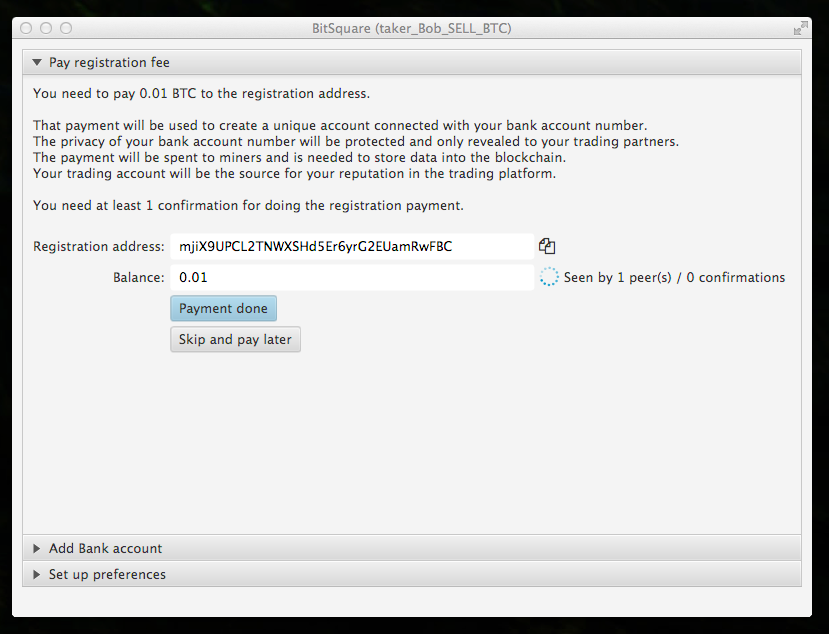 BitSquare (taker_Bob_SELL_BTC)
Pay registration fee
You need to pay 0.01 BTC to the registration address.
That payment will be used to create a unique account connected with your bank account number.
The privacy of your bank account number will be protected and only revealed to your trading partners.
The payment will be spent to miners and is needed to store data into the blockchain.
Your trading account will be the source for your reputation in the trading platform.
You need at least 1 confirmation for doing the registration payment.
Registration address: mjiX9UPCL2TNWXSHd5Er6yrG2EUamRwFBC
Balance: 0.01 Seen by 1 peer(s) / 0 confirmations
Payment done
Skip and pay later
Add Bank account
Set up preferences